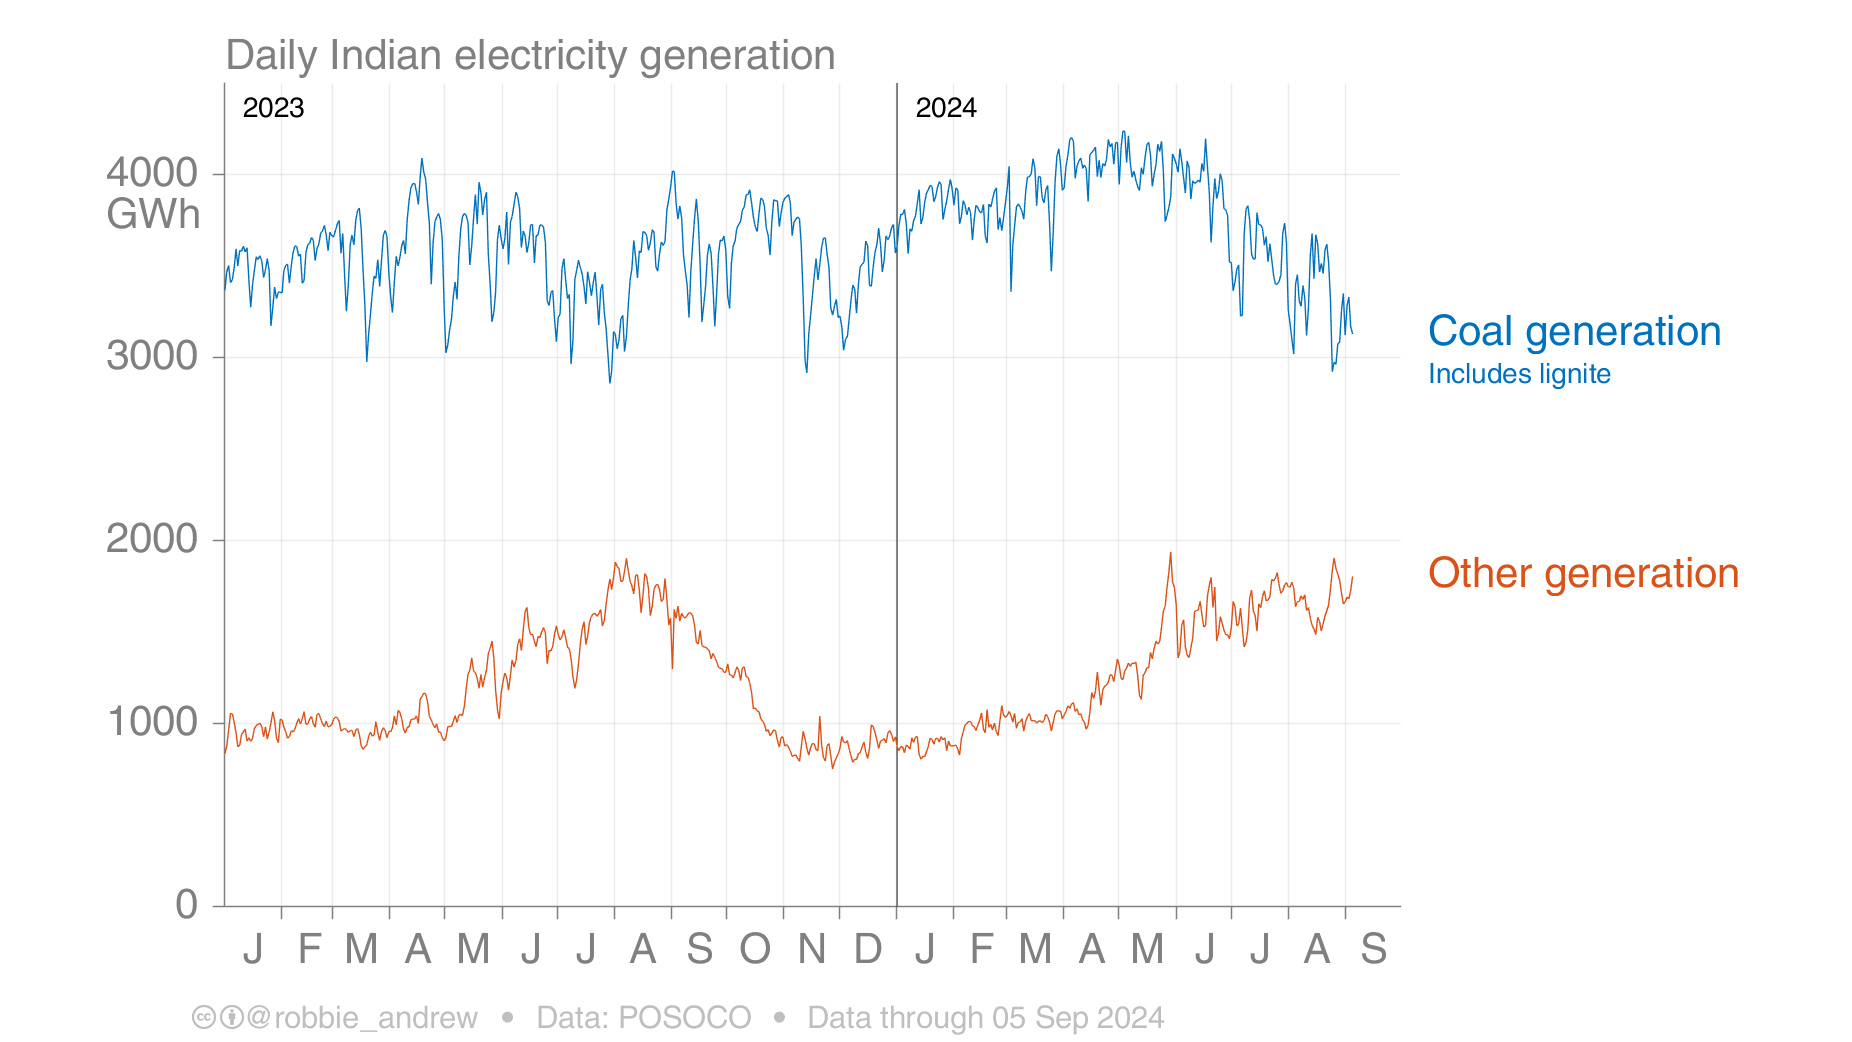 Daily Indian electricity generation
2023
2024
4000
GWh
3000
2000
1000
0
Coal generation
Includes lignite
Other generation
J F M A M J J A S O N D J F M A M J J A S
@robbie_andrew • Data: POSOCO • Data through 05 Sep 2024